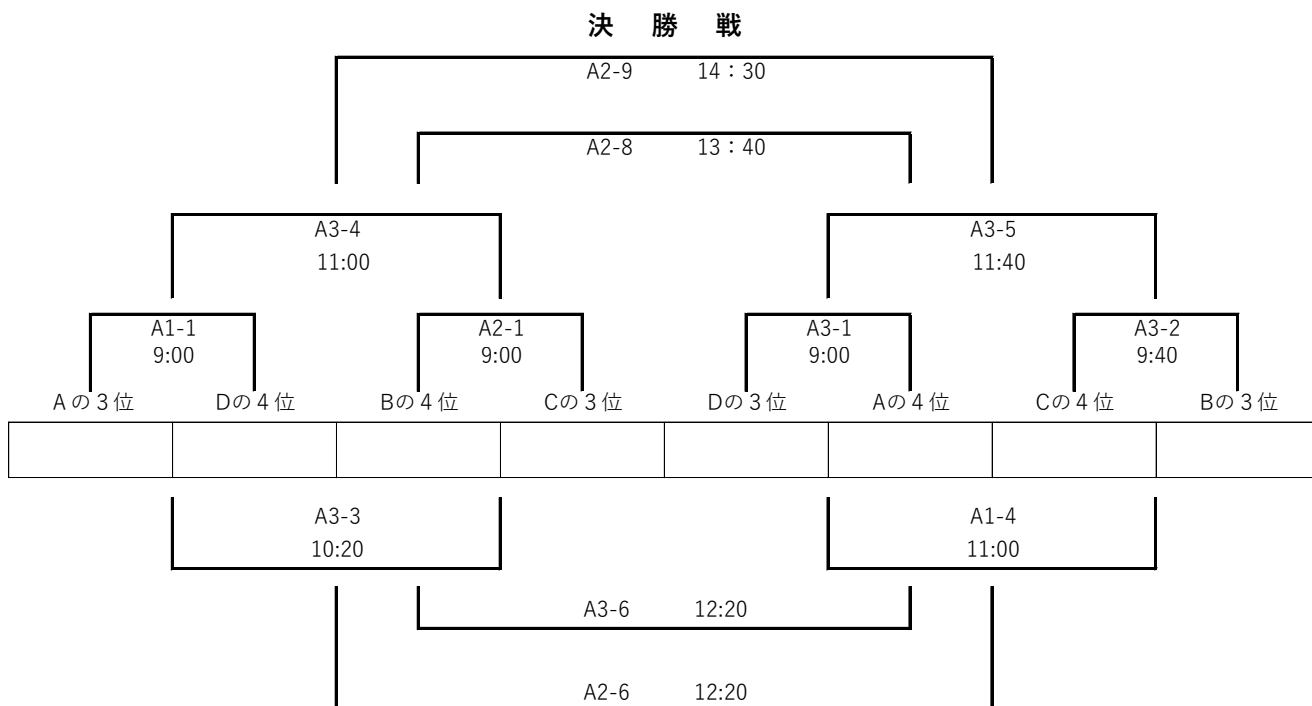 決 勝 戦
A2-9 14：30
A2-8 13：40
A3-4 A3-5
11:00 11:40
A1-1 A2-1 A3-1 A3-2
9:00 9:00 9:00 9:40
Aの３位 Dの４位 Bの４位 Cの３位 Dの３位 Aの４位 Cの４位 Bの３位
A3-3 A1-4
10:20 11:00
A3-6 12:20
A2-6 12:20